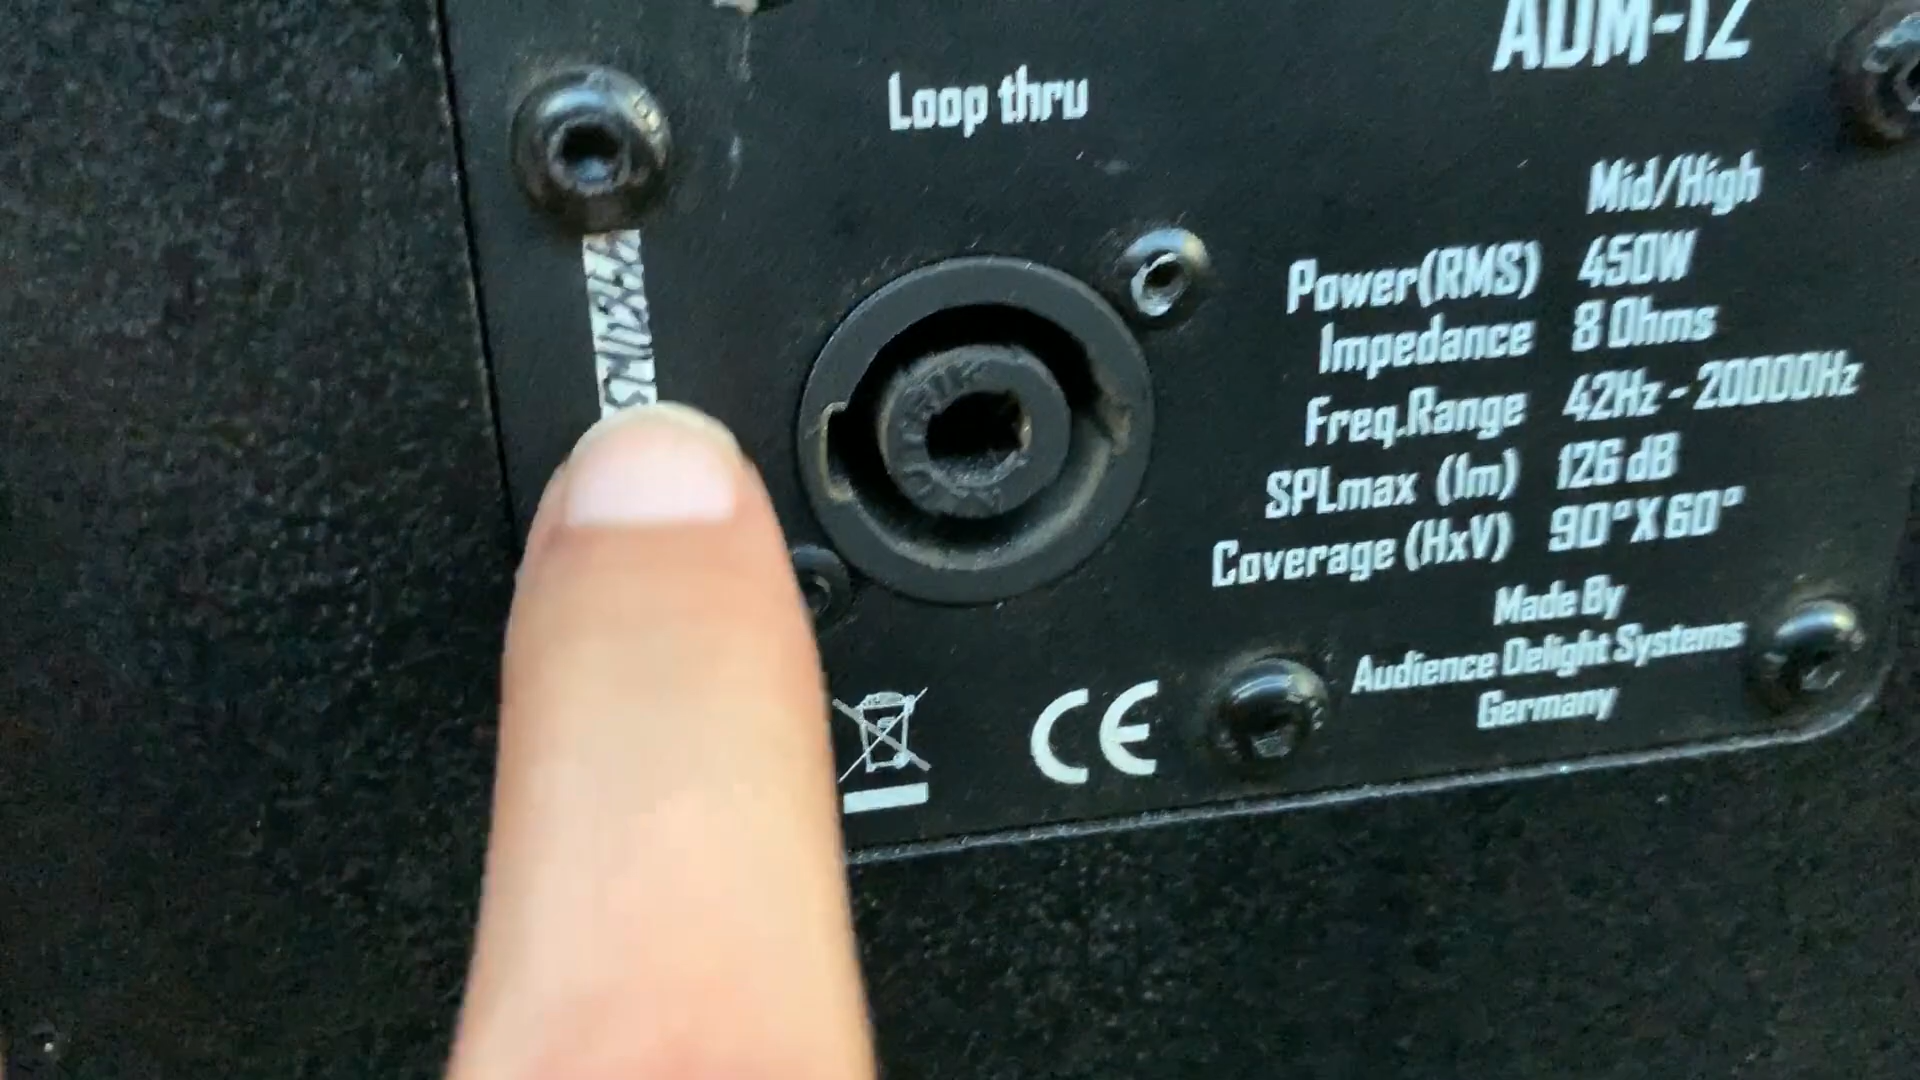 ADM-12
Loop thru
Mid/High
Power(RMS) 450W
Impedance 8 Ohms
Freq.Range 42Hz - 20000Hz
SPLmax (1m) 126 dB
Coverage (HxV) 90°X60°
Made By
Audience Delight Systems
Germany
CE